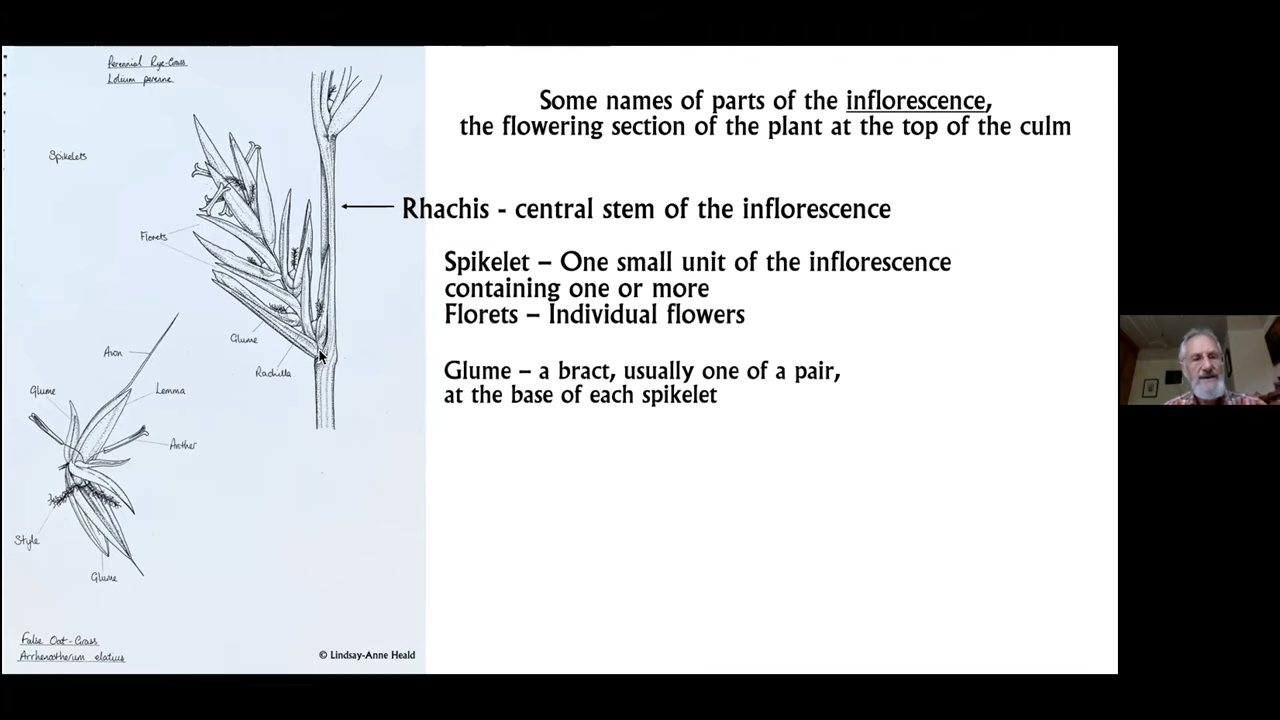 Perennial Rye-Grass
Lolium perenne
Spikelets
Florets
Glume
Rachilla
Awn
Glume
Lemma
Anther
Style
Glume
False Oat-Grass
Arrhenatherum elatius
© Lindsay-Anne Heald
Some names of parts of the inflorescence,
the flowering section of the plant at the top of the culm
Rhachis - central stem of the inflorescence
Spikelet – One small unit of the inflorescence
containing one or more
Florets – Individual flowers
Glume – a bract, usually one of a pair,
at the base of each spikelet